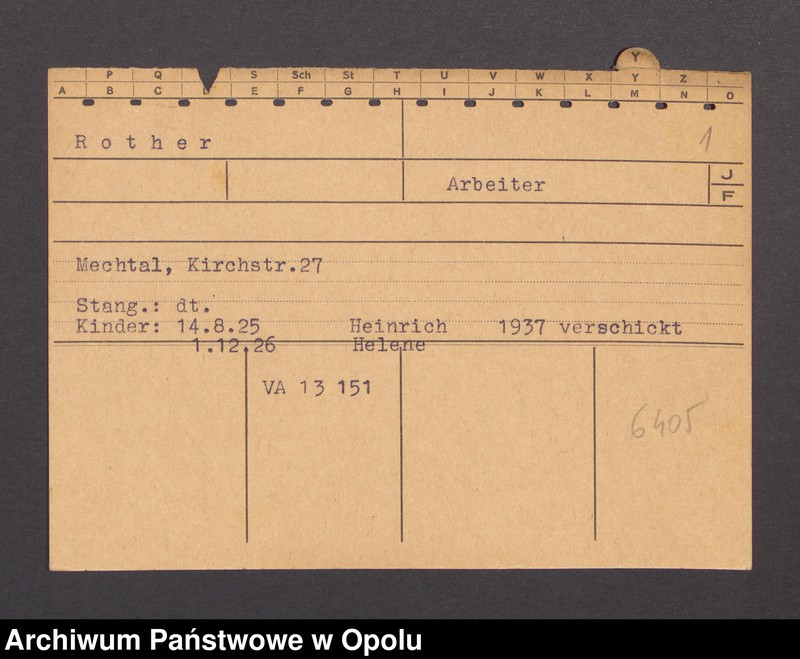 P Q S Sch St T U V W X Y Z .
A B C D E F G H I J K L M N O
Y
Rother 1
Arbeiter J
F
Mechtal, Kirchstr.27
Stang.: dt.
Kinder: 14.8.25 Heinrich 1937 verschickt
1.12.26 Helene
VA 13 151
6405
Archiwum Państwowe w Opolu